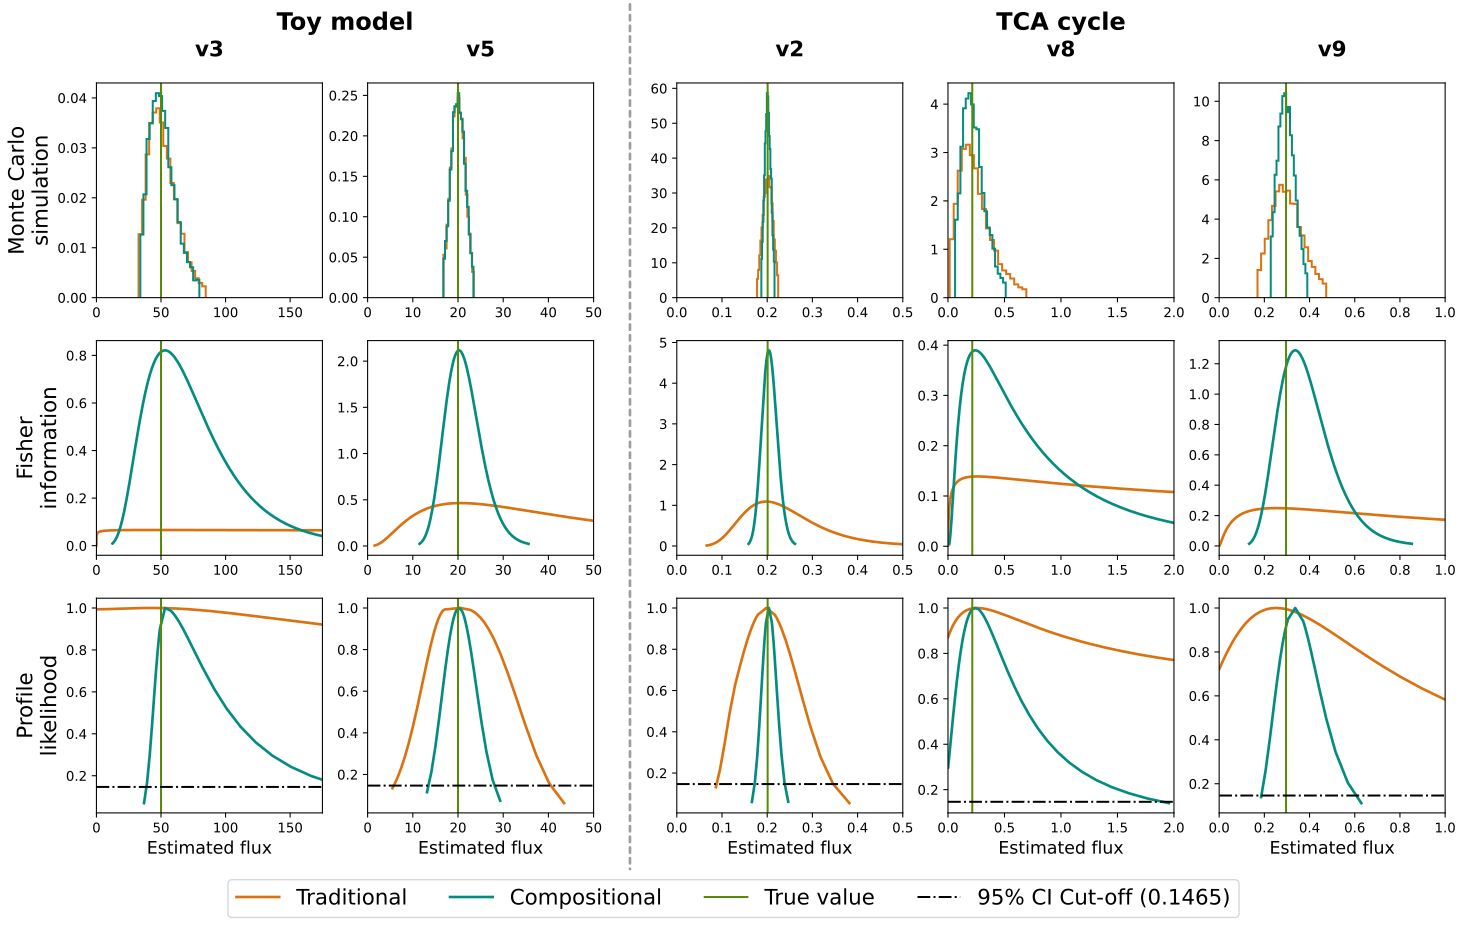 Toy model
TCA cycle
v3
v5
v2
v8
v9
Monte Carlo
simulation
0.04
0.03
0.02
0.01
0.00
0 50 100 150
0.25
0.20
0.15
0.10
0.05
0.00
0 10 20 30 40 50
60
50
40
30
20
10
0
0.0 0.1 0.2 0.3 0.4 0.5
4
3
2
1
0
0.0 0.5 1.0 1.5 2.0
10
8
6
4
2
0
0.0 0.2 0.4 0.6 0.8 1.0
Fisher
information
0.8
0.6
0.4
0.2
0.0
0 50 100 150
2.0
1.5
1.0
0.5
0.0
0 10 20 30 40 50
5
4
3
2
1
0
0.0 0.1 0.2 0.3 0.4 0.5
0.4
0.3
0.2
0.1
0.0
0.0 0.5 1.0 1.5 2.0
1.2
1.0
0.8
0.6
0.4
0.2
0.0
0.0 0.2 0.4 0.6 0.8 1.0
Profile
likelihood
1.0
0.8
0.6
0.4
0.2
0 50 100 150
Estimated flux
1.0
0.8
0.6
0.4
0.2
0 10 20 30 40 50
Estimated flux
1.0
0.8
0.6
0.4
0.2
0.0 0.1 0.2 0.3 0.4 0.5
Estimated flux
1.0
0.8
0.6
0.4
0.2
0.0 0.5 1.0 1.5 2.0
Estimated flux
1.0
0.8
0.6
0.4
0.2
0.0 0.2 0.4 0.6 0.8 1.0
Estimated flux
Traditional Compositional True value 95% CI Cut-off (0.1465)